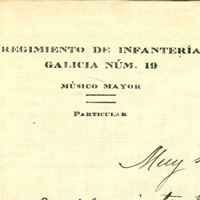 REGIMIENTO DE INFANTERÍA
GALICIA NÚM. 19
MÚSICO MAYOR
PARTICULAR
Muy